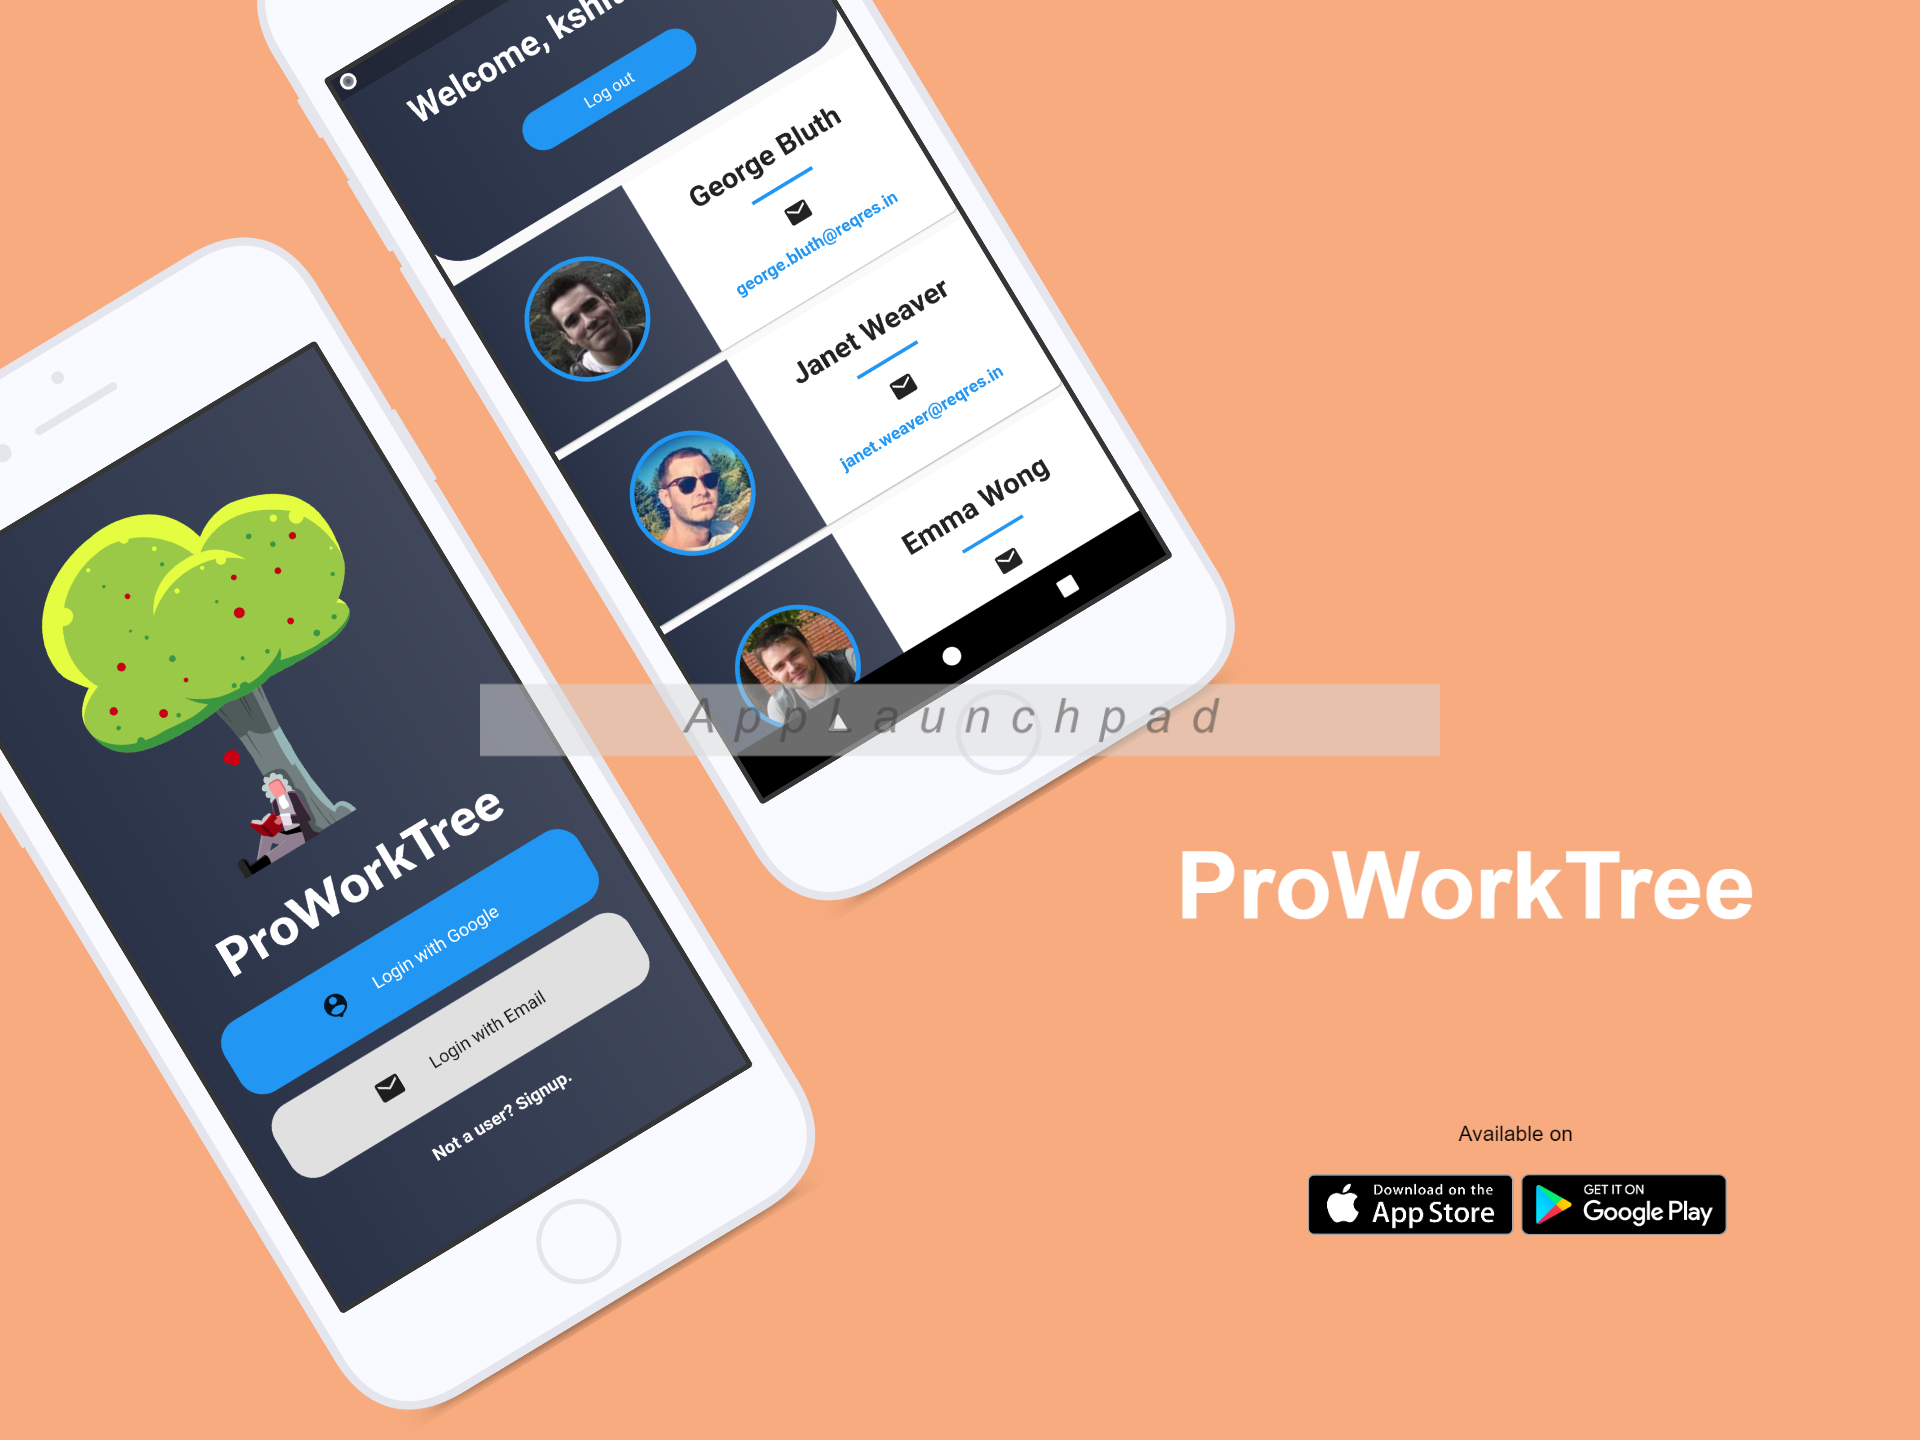 Welcome, kshit
Log out
George Bluth
george.bluth@reqres.in
Janet Weaver
janet.weaver@reqres.in
Emma Wong
AppLaunchpad
ProWorkTree
Login with Google
Login with Email
Not a user? Signup.
ProWorkTree
Available on
Download on the
App Store
GET IT ON
Google Play